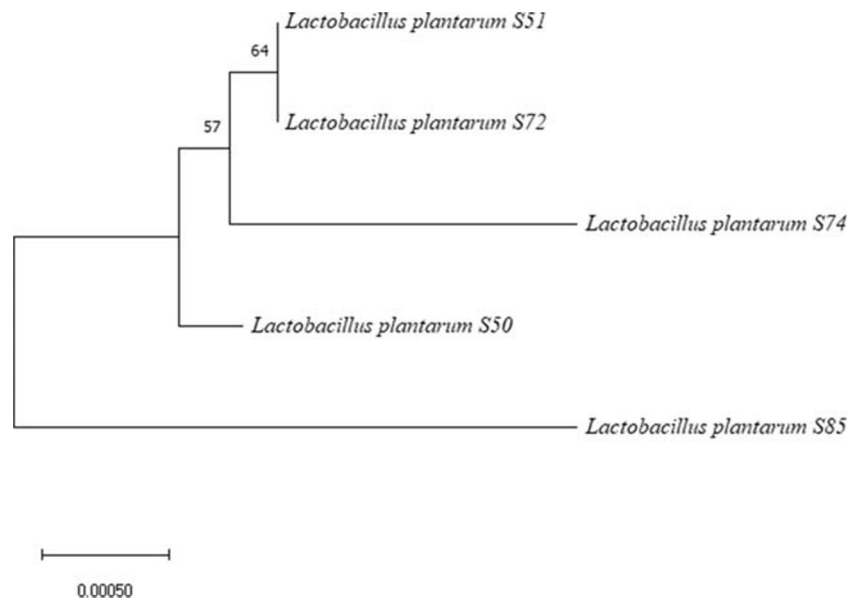 Lactobacillus plantarum S51
64
Lactobacillus plantarum S72
57
Lactobacillus plantarum S74
Lactobacillus plantarum S50
Lactobacillus plantarum S85
0.00050